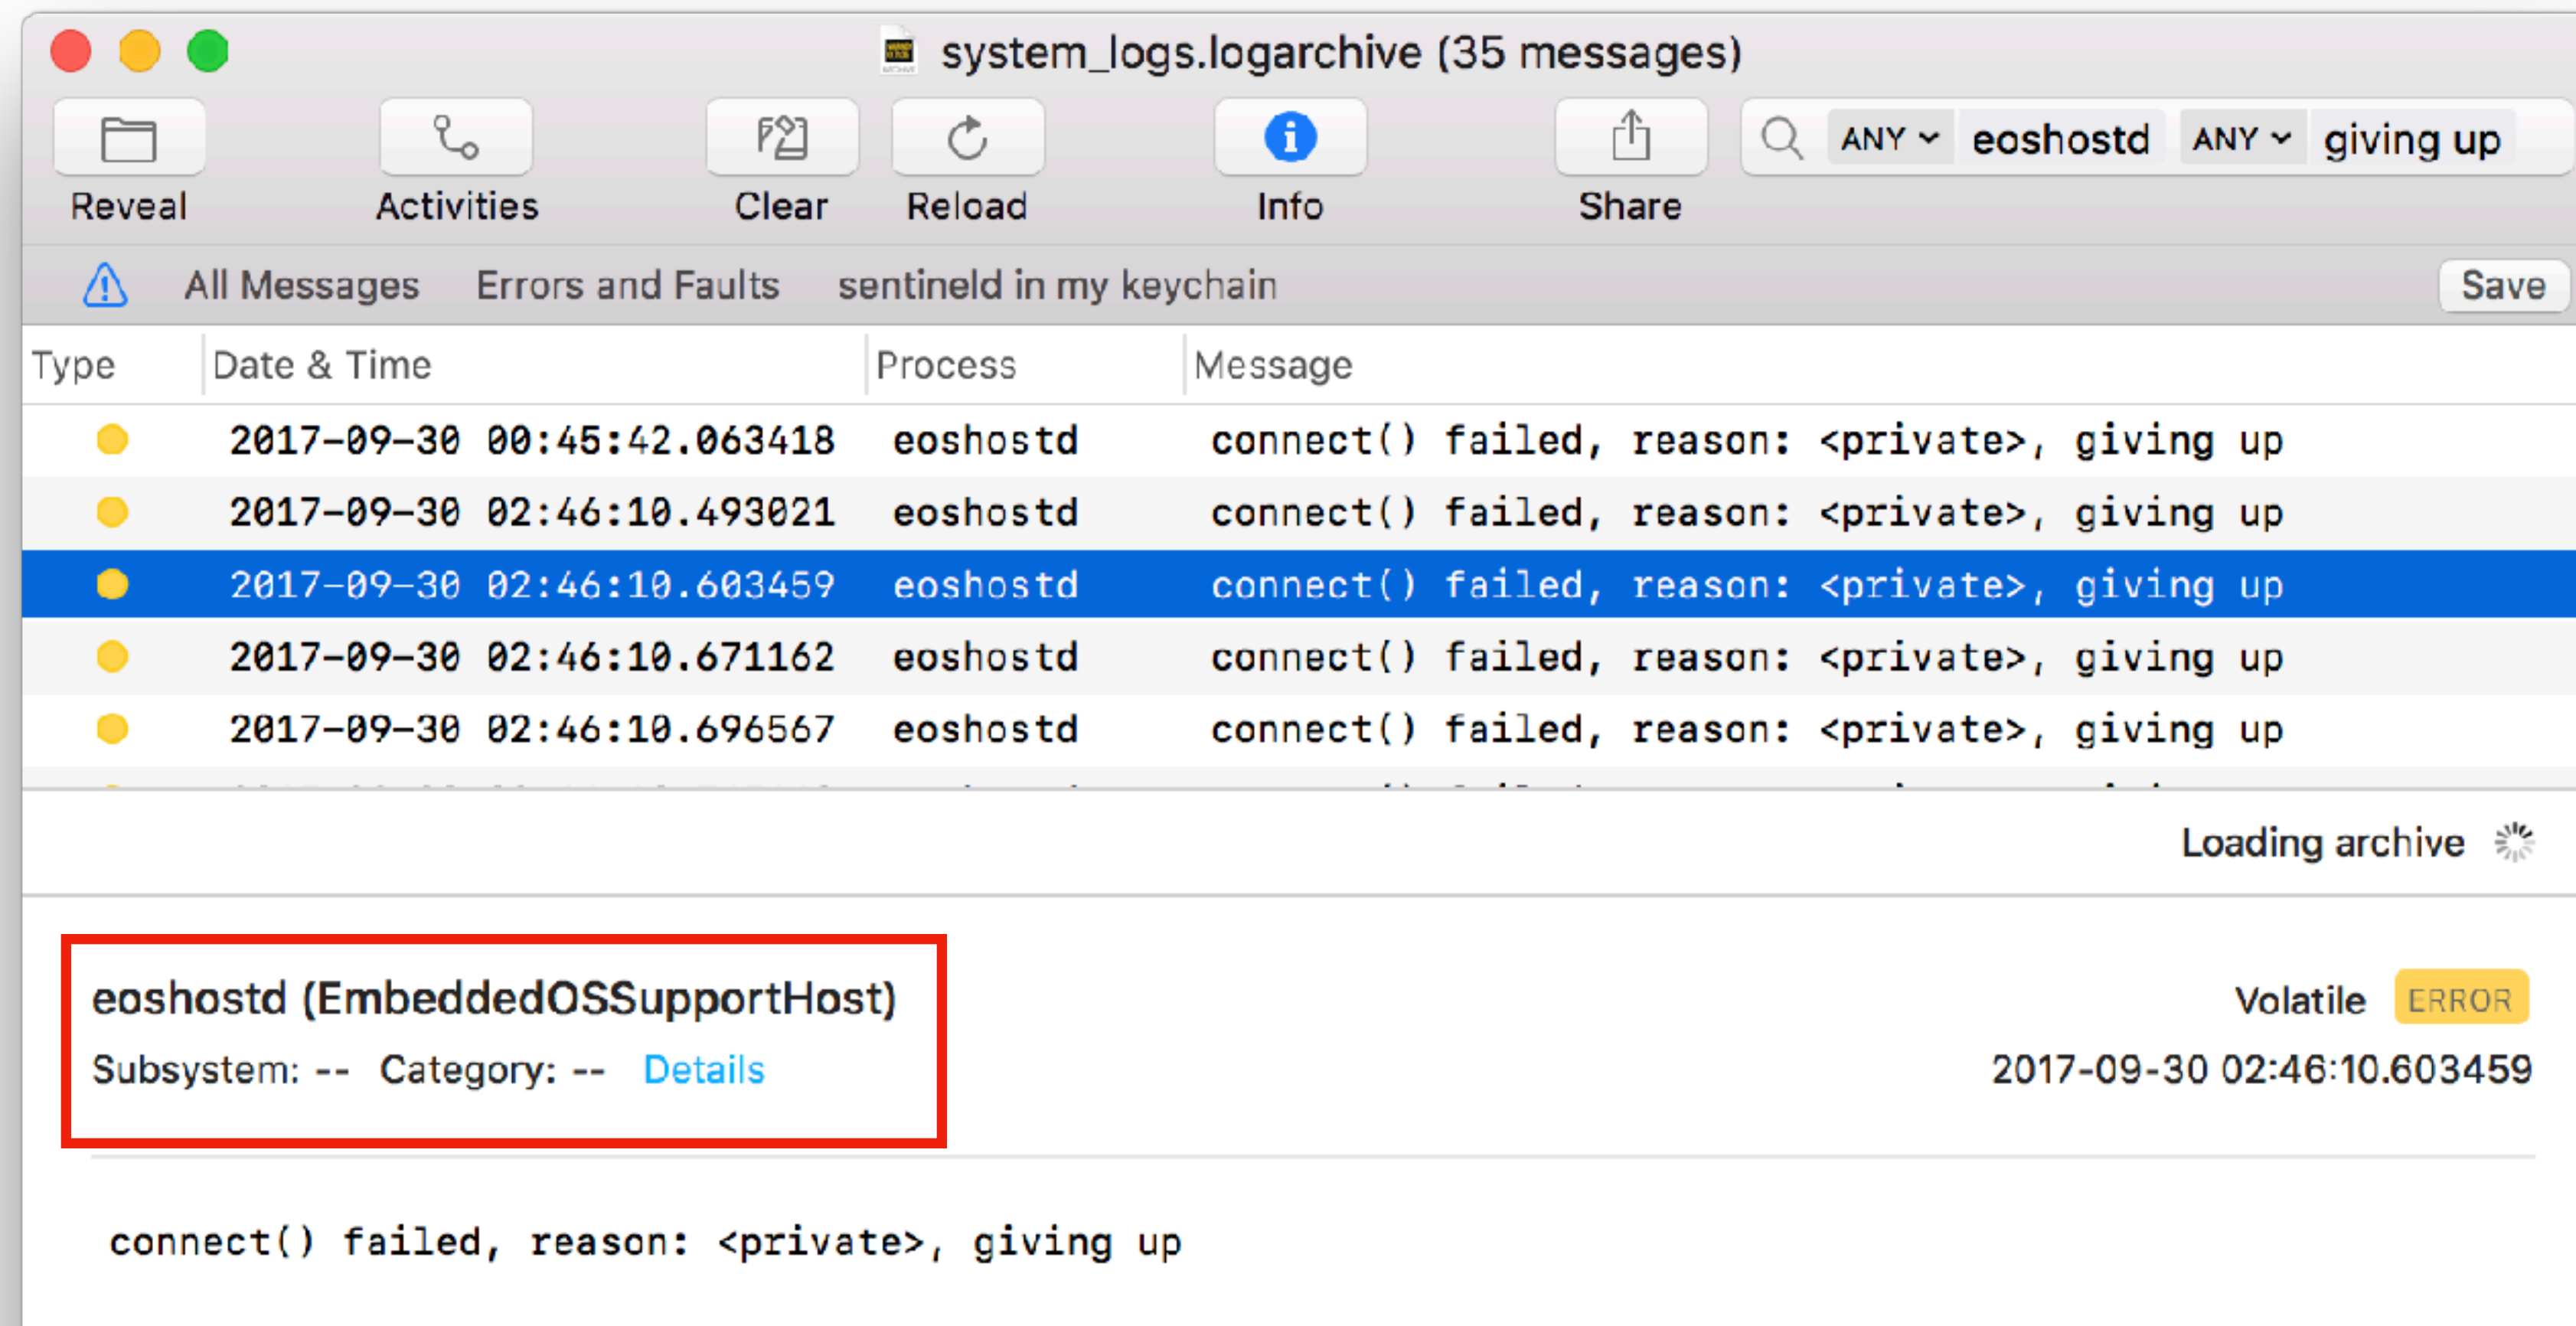 system_logs.logarchive (35 messages)
ANY eoshostd ANY giving up
Reveal Activities Clear Reload Info Share
All Messages Errors and Faults sentineld in my keychain Save
Type Date & Time Process Message
2017-09-30 00:45:42.063418 eoshostd connect() failed, reason: <private>, giving up
2017-09-30 02:46:10.493021 eoshostd connect() failed, reason: <private>, giving up
2017-09-30 02:46:10.603459 eoshostd connect() failed, reason: <private>, giving up
2017-09-30 02:46:10.671162 eoshostd connect() failed, reason: <private>, giving up
2017-09-30 02:46:10.696567 eoshostd connect() failed, reason: <private>, giving up
Loading archive
eoshostd (EmbeddedOSSupportHost) Volatile ERROR
Subsystem: -- Category: -- Details 2017-09-30 02:46:10.603459
connect() failed, reason: <private>, giving up